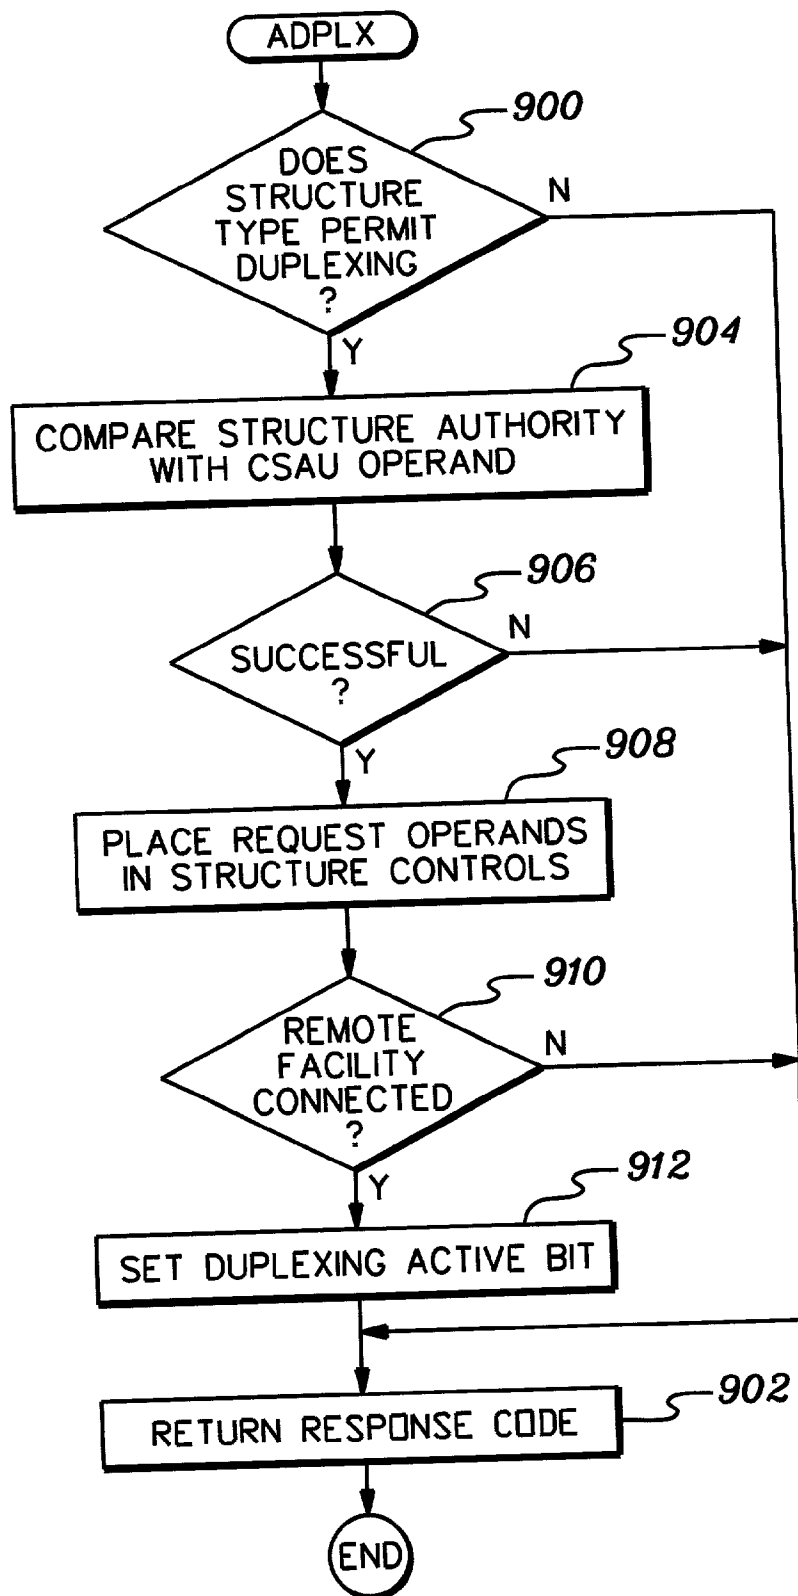 ADPLX
900
DOES
STRUCTURE
TYPE PERMIT
DUPLEXING
?
N
Y
904
COMPARE STRUCTURE AUTHORITY
WITH CSAU OPERAND
906
SUCCESSFUL
?
N
Y
908
PLACE REQUEST OPERANDS
IN STRUCTURE CONTROLS
910
REMOTE
FACILITY
CONNECTED
?
N
Y
912
SET DUPLEXING ACTIVE BIT
902
RETURN RESPONSE CODE
END